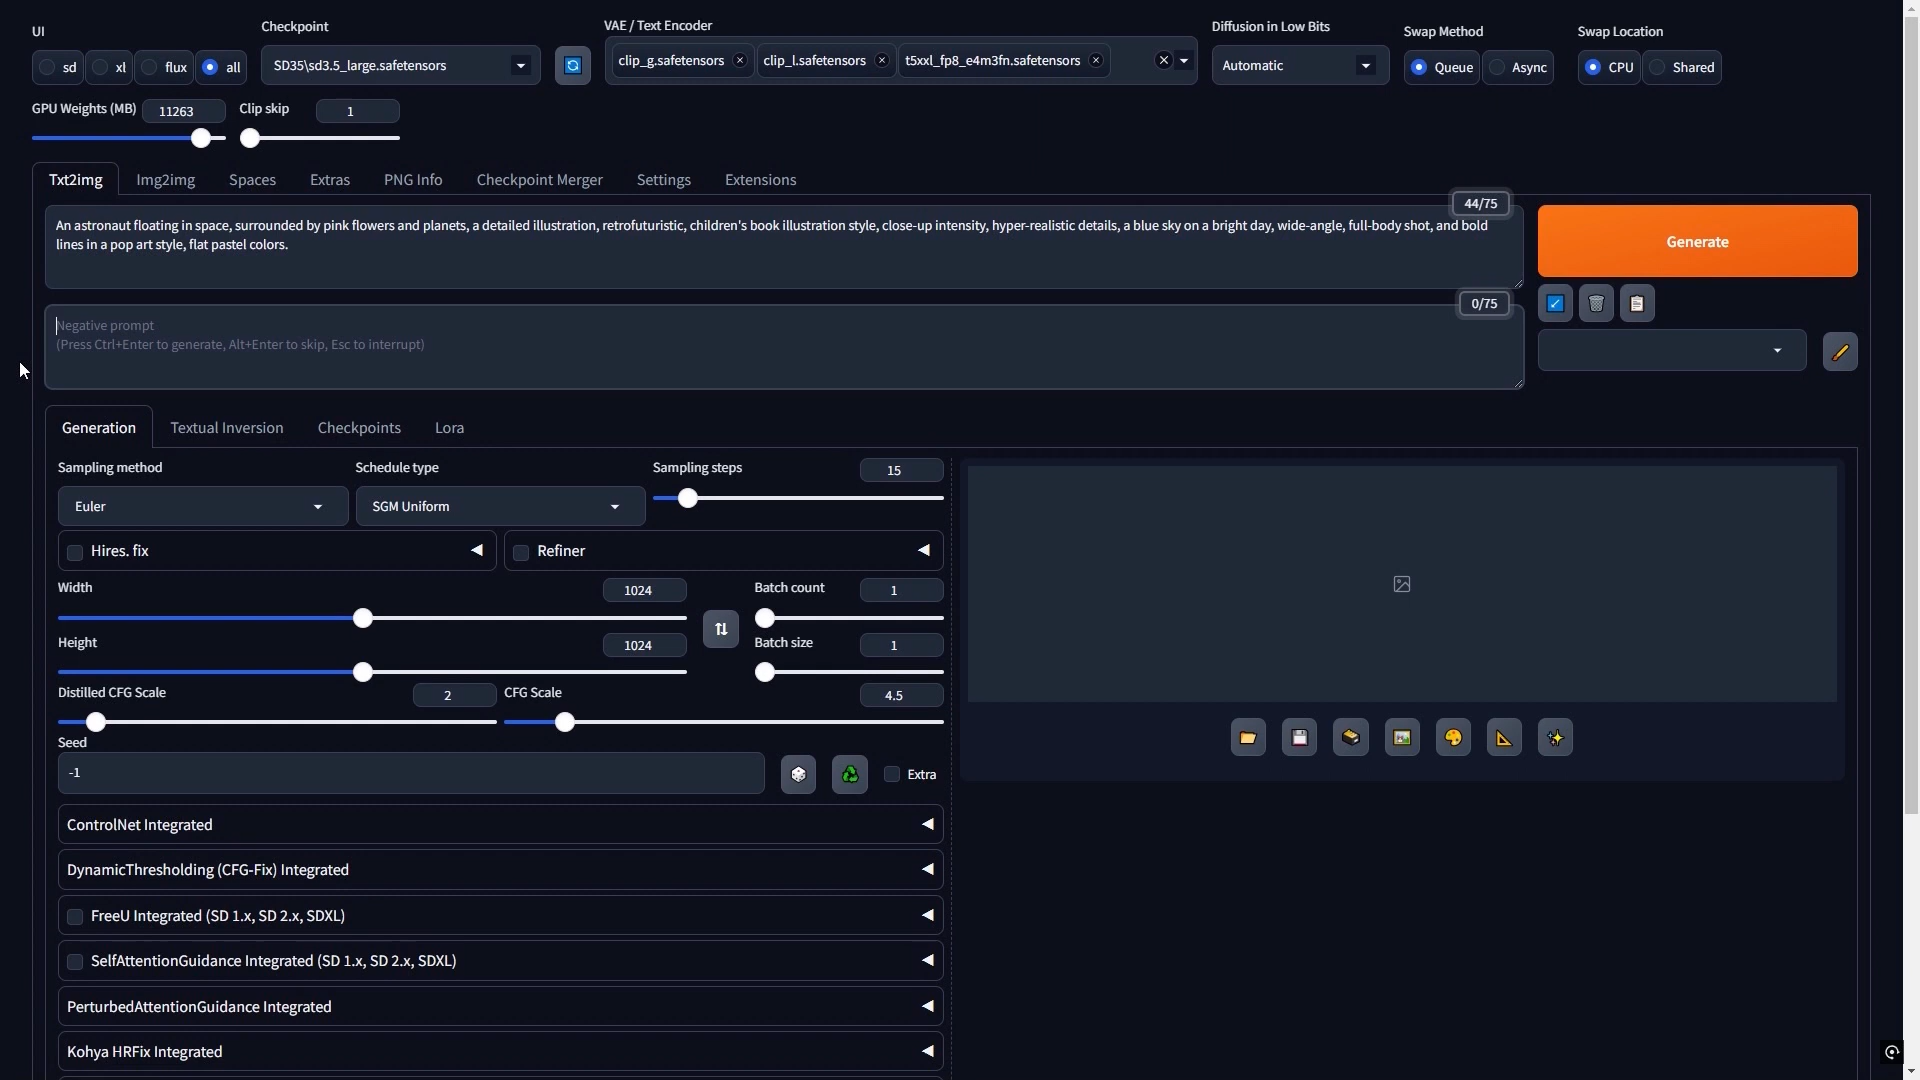 UI
Checkpoint
VAE / Text Encoder
Diffusion in Low Bits
Swap Method
Swap Location
sd
xl
flux
all
SD35\sd3.5_large.safetensors
clip_g.safetensors
clip_l.safetensors
t5xxl_fp8_e4m3fn.safetensors
Automatic
Queue
Async
CPU
Shared
GPU Weights (MB)
11263
Clip skip
1
Txt2img
Img2img
Spaces
Extras
PNG Info
Checkpoint Merger
Settings
Extensions
44/75
An astronaut floating in space, surrounded by pink flowers and planets, a detailed illustration, retrofuturistic, children's book illustration style, close-up intensity, hyper-realistic details, a blue sky on a bright day, wide-angle, full-body shot, and bold
lines in a pop art style, flat pastel colors.
Generate
0/75
Negative prompt
(Press Ctrl+Enter to generate, Alt+Enter to skip, Esc to interrupt)
Generation
Textual Inversion
Checkpoints
Lora
Sampling method
Schedule type
Sampling steps
15
Euler
SGM Uniform
Hires. fix
Refiner
Width
1024
Batch count
1
Height
1024
Batch size
1
Distilled CFG Scale
2
CFG Scale
4.5
Seed
-1
Extra
ControlNet Integrated
DynamicThresholding (CFG-Fix) Integrated
FreeU Integrated (SD 1.x, SD 2.x, SDXL)
SelfAttentionGuidance Integrated (SD 1.x, SD 2.x, SDXL)
PerturbedAttentionGuidance Integrated
Kohya HRFix Integrated